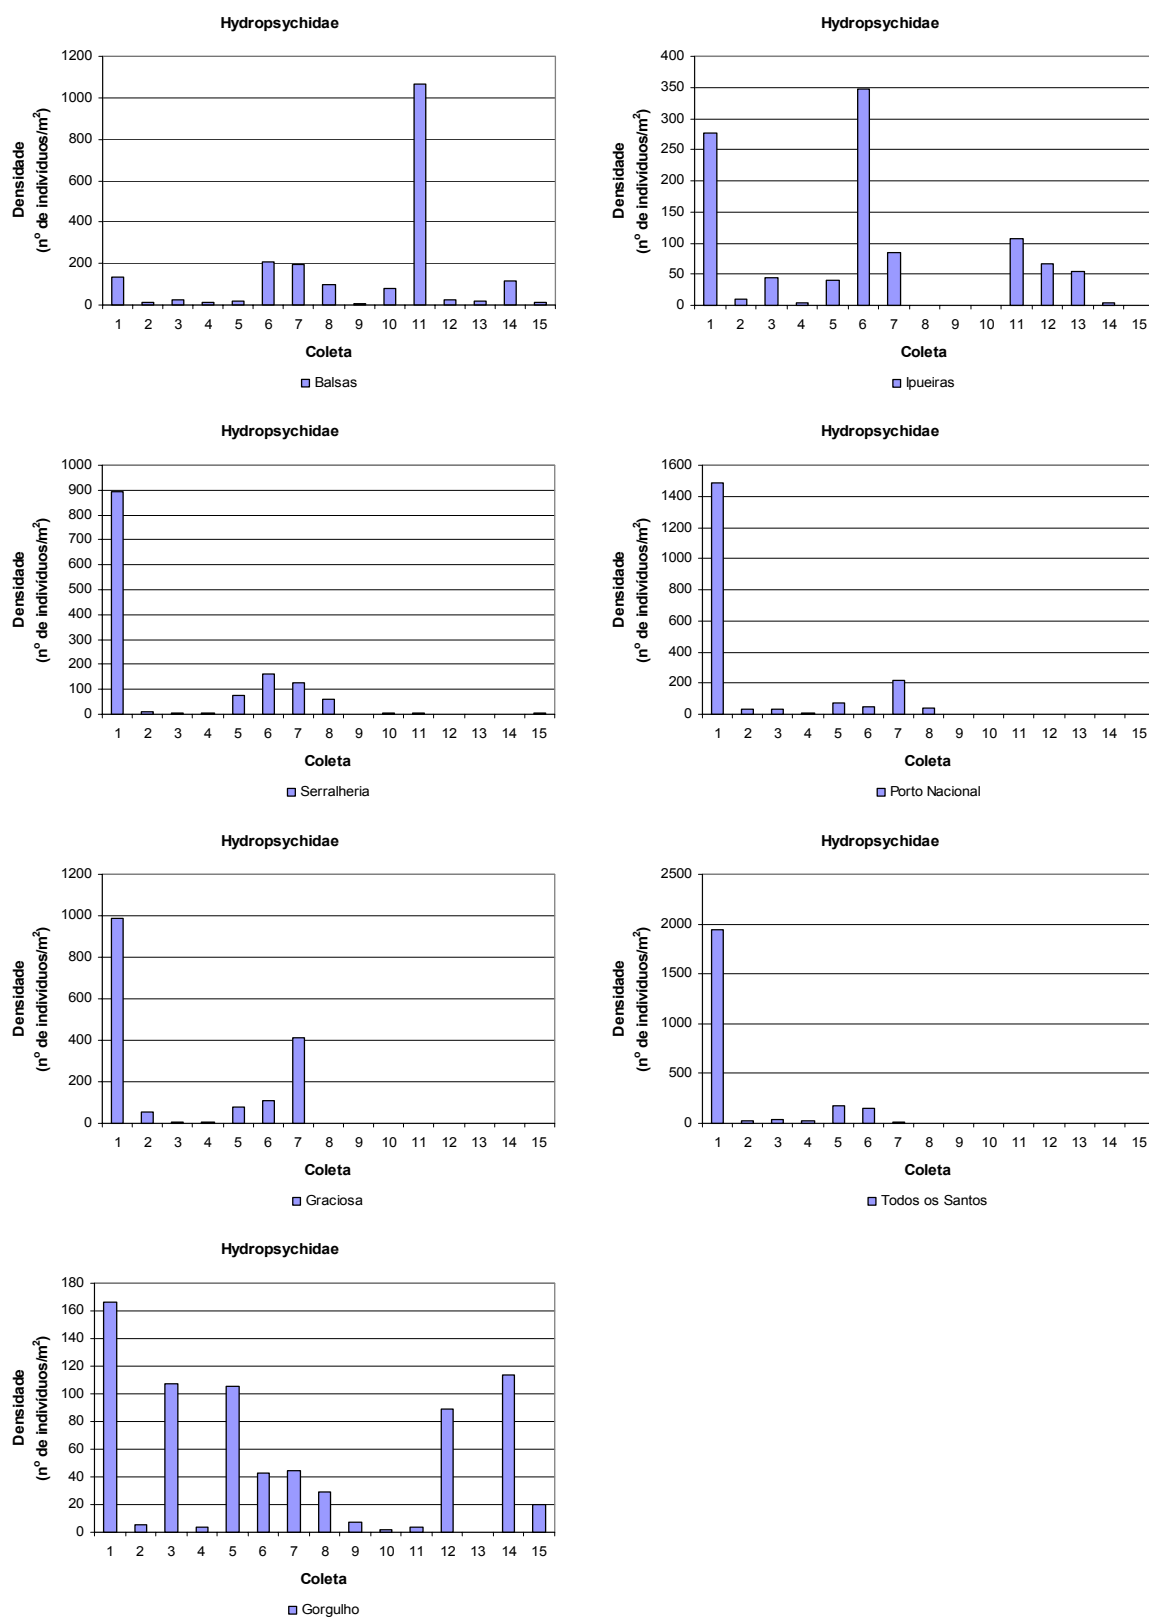 Hydropsychidae
1200
1000
800
600
400
200
0
Densidade
(nº de indivíduos/m²)
1 2 3 4 5 6 7 8 9 10 11 12 13 14 15
Coleta
Balsas
Hydropsychidae
400
350
300
250
200
150
100
50
0
Densidade
(nº de indivíduos/m²)
1 2 3 4 5 6 7 8 9 10 11 12 13 14 15
Coleta
Ipueiras
Hydropsychidae
1000
900
800
700
600
500
400
300
200
100
0
Densidade
(nº de indivíduos/m²)
1 2 3 4 5 6 7 8 9 10 11 12 13 14 15
Coleta
Serralheria
Hydropsychidae
1600
1400
1200
1000
800
600
400
200
0
Densidade
(nº de indivíduos/m²)
1 2 3 4 5 6 7 8 9 10 11 12 13 14 15
Coleta
Porto Nacional
Hydropsychidae
1200
1000
800
600
400
200
0
Densidade
(nº de indivíduos/m²)
1 2 3 4 5 6 7 8 9 10 11 12 13 14 15
Coleta
Graciosa
Hydropsychidae
2500
2000
1500
1000
500
0
Densidade
(nº de indivíduos/m²)
1 2 3 4 5 6 7 8 9 10 11 12 13 14 15
Coleta
Todos os Santos
Hydropsychidae
180
160
140
120
100
80
60
40
20
0
Densidade
(nº de indivíduos/m²)
1 2 3 4 5 6 7 8 9 10 11 12 13 14 15
Coleta
Gorgulho